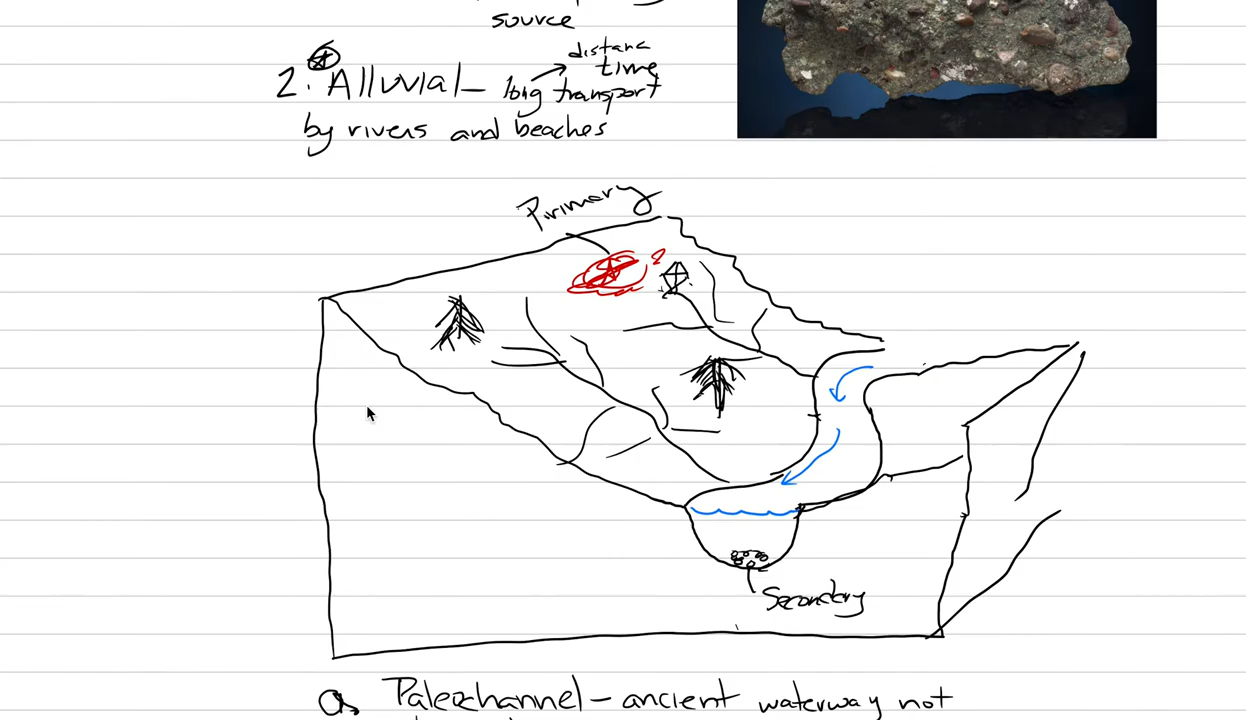 source
2. Alluvial – long transport
distance
time
by rivers and beaches
Primary
?
Secondary
a. Paleochannel – ancient waterway not